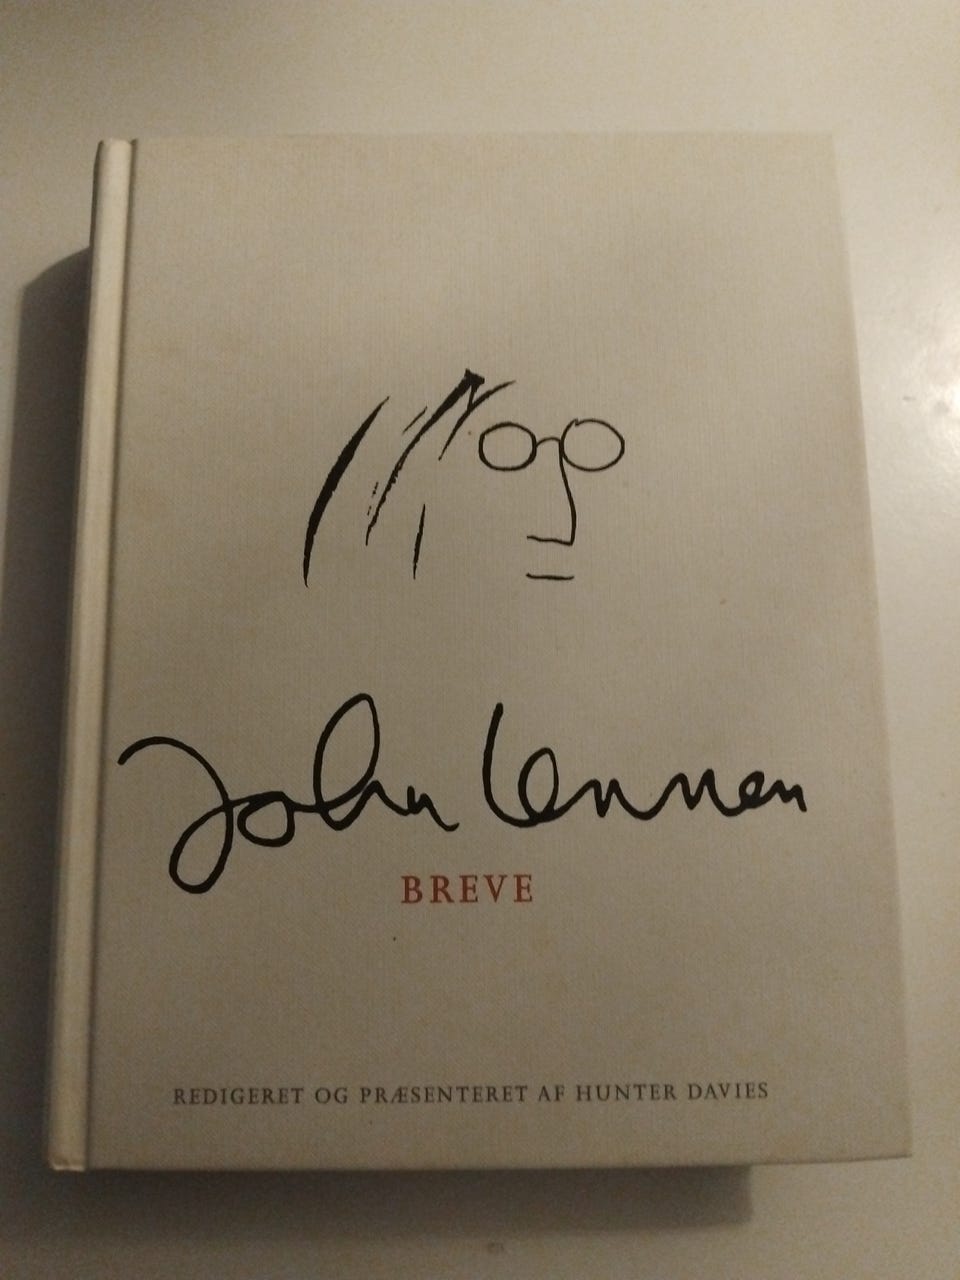 John Lennon
BREVE
REDIGERET OG PRÆSENTERET AF HUNTER DAVIES